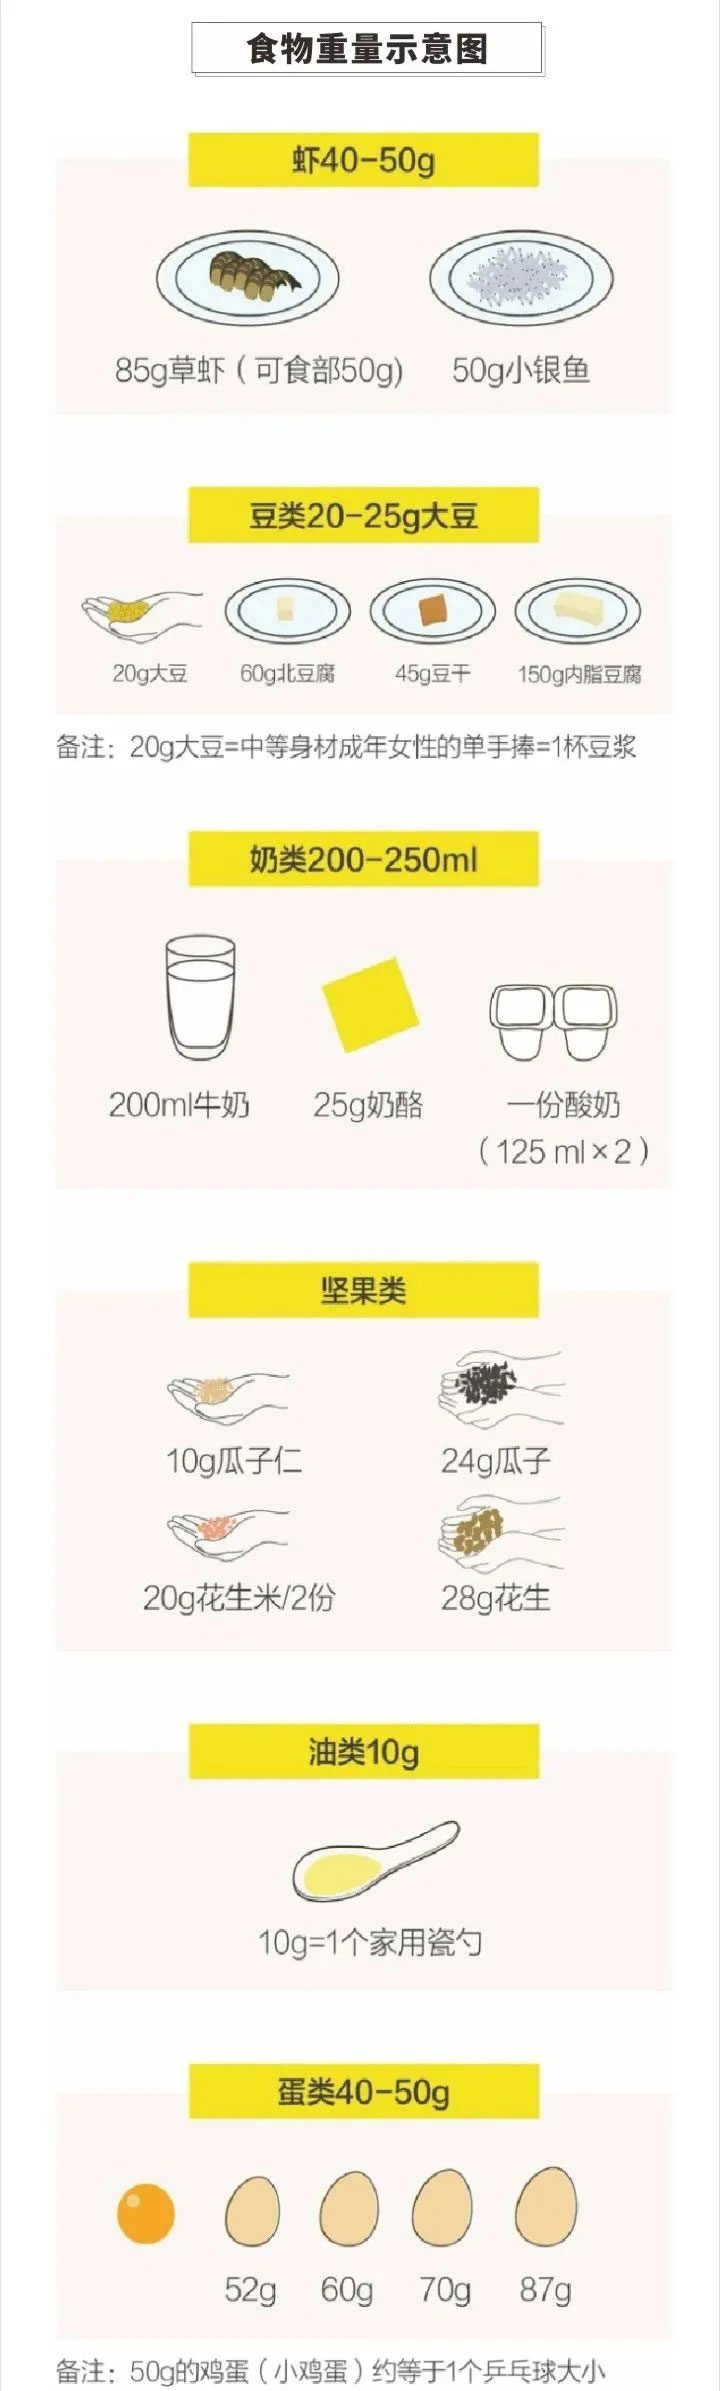 食物重量示意图
虾40-50g
85g草虾（可食部50g)
50g小银鱼
豆类20-25g大豆
20g大豆
60g北豆腐
45g豆干
150g内脂豆腐
备注：20g大豆=中等身材成年女性的单手捧=1杯豆浆
奶类200-250ml
200ml牛奶
25g奶酪
一份酸奶
（125 ml×2）
坚果类
10g瓜子仁
24g瓜子
20g花生米/2份
28g花生
油类10g
10g=1个家用瓷勺
蛋类40-50g
52g
60g
70g
87g
备注：50g的鸡蛋（小鸡蛋）约等于1个乒乓球大小